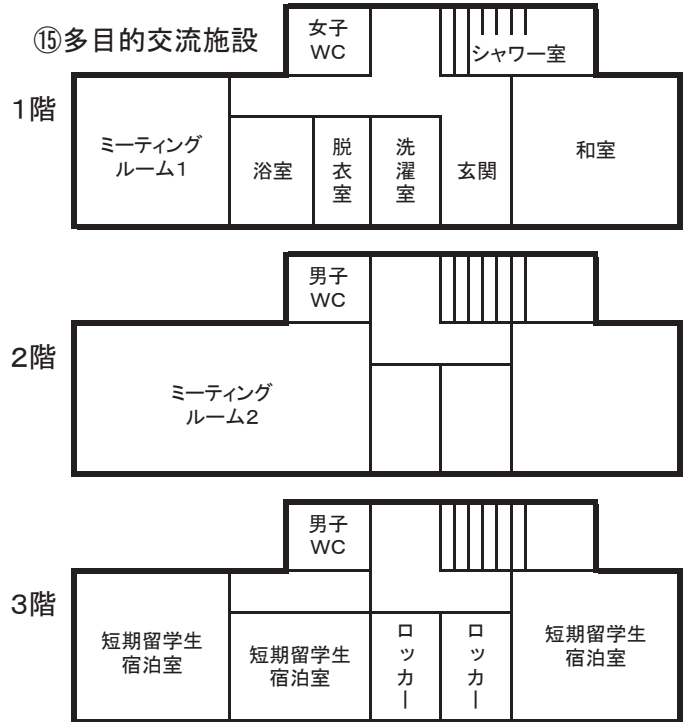 ⑮多目的交流施設
1階
女子
WC
シャワー室
ミーティング
ルーム1
浴室
脱衣室
洗濯室
玄関
和室
2階
男子
WC
ミーティング
ルーム2
3階
男子
WC
短期留学生
宿泊室
短期留学生
宿泊室
ロッカー
ロッカー
短期留学生
宿泊室